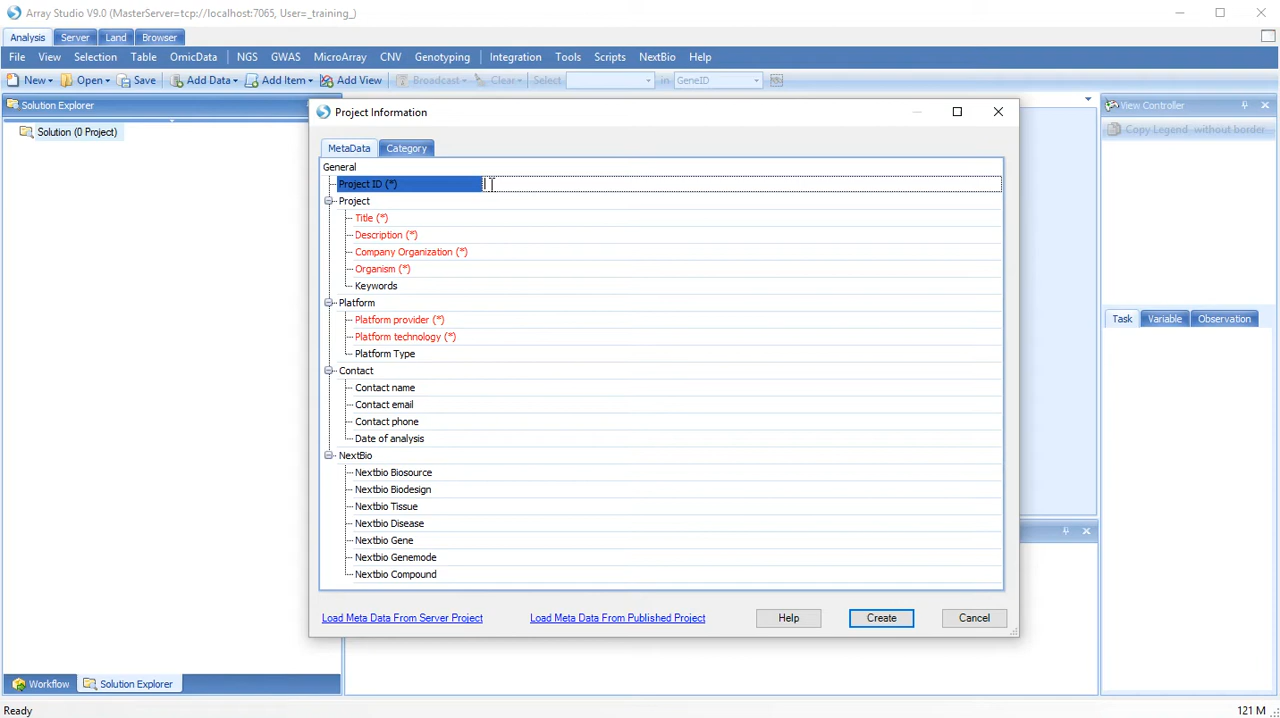 Array Studio V9.0 (MasterServer=tcp://localhost:7065, User=_training_)
Analysis Server Land Browser
File View Selection Table OmicData NGS GWAS MicroArray CNV Genotyping Integration Tools Scripts NextBio Help
New Open Save Add Data Add Item Add View Broadcast Clear Select in GeneID
Solution Explorer
Solution (0 Project)
Project Information
MetaData Category
General
Project ID (*)
Project
Title (*)
Description (*)
Company Organization (*)
Organism (*)
Keywords
Platform
Platform provider (*)
Platform technology (*)
Platform Type
Contact
Contact name
Contact email
Contact phone
Date of analysis
NextBio
Nextbio Biosource
Nextbio Biodesign
Nextbio Tissue
Nextbio Disease
Nextbio Gene
Nextbio Genemode
Nextbio Compound
Load Meta Data From Server Project Load Meta Data From Published Project Help Create Cancel
View Controller
Copy Legend without border
Task Variable Observation
Workflow Solution Explorer
Ready 121 M